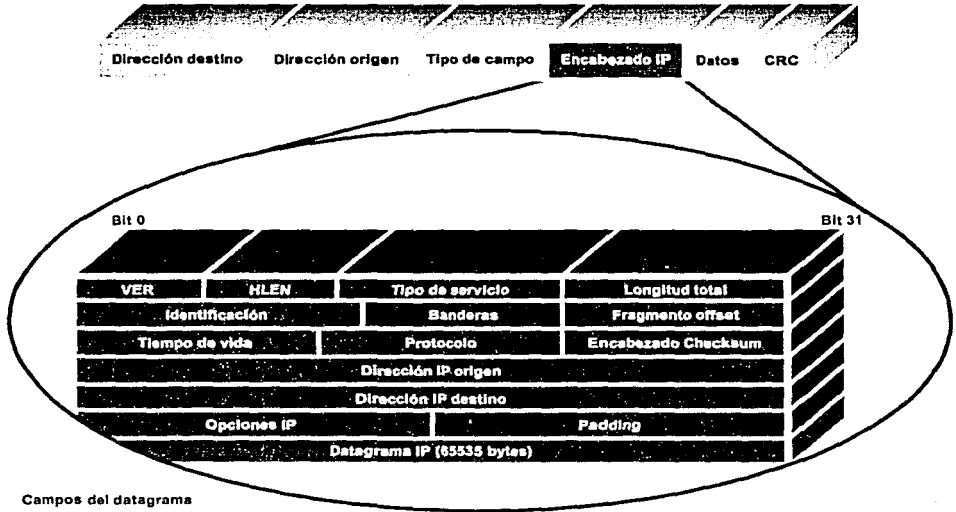 Dirección destino Dirección origen Tipo de campo Encabezado IP Datos CRC
Bit 0 Bit 31
VER HLEN Tipo de servicio Longitud total
Identificación Banderas Fragmento offset
Tiempo de vida Protocolo Encabezado Checksum
Dirección IP origen
Dirección IP destino
Opciones IP Padding
Datagrama IP (65535 bytes)
Campos del datagrama